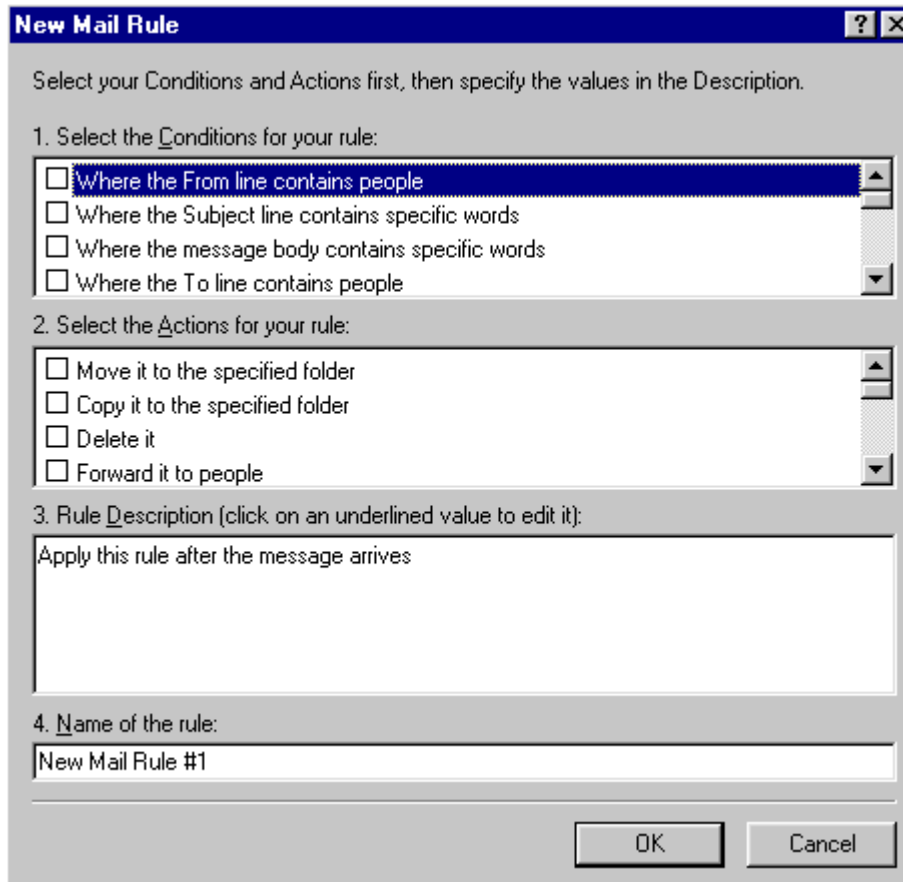 New Mail Rule
Select your Conditions and Actions first, then specify the values in the Description.
1. Select the Conditions for your rule:
Where the From line contains people
Where the Subject line contains specific words
Where the message body contains specific words
Where the To line contains people
2. Select the Actions for your rule:
Move it to the specified folder
Copy it to the specified folder
Delete it
Forward it to people
3. Rule Description (click on an underlined value to edit it):
Apply this rule after the message arrives
4. Name of the rule:
New Mail Rule #1
OK Cancel